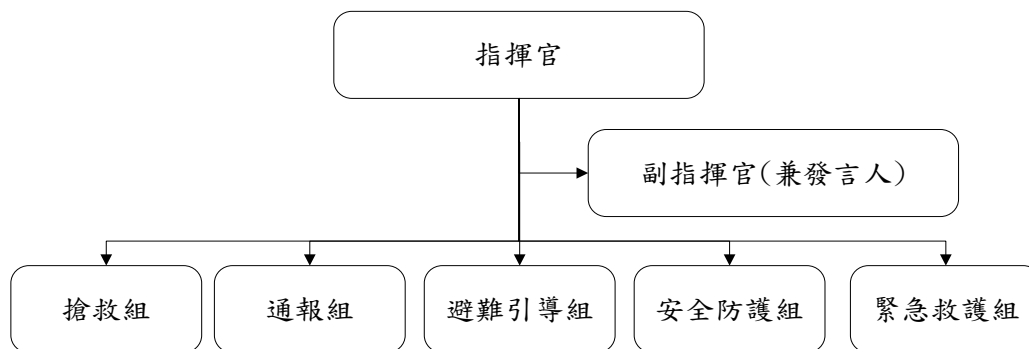 指揮官
副指揮官(兼發言人)
搶救組
通報組
避難引導組
安全防護組
緊急救護組